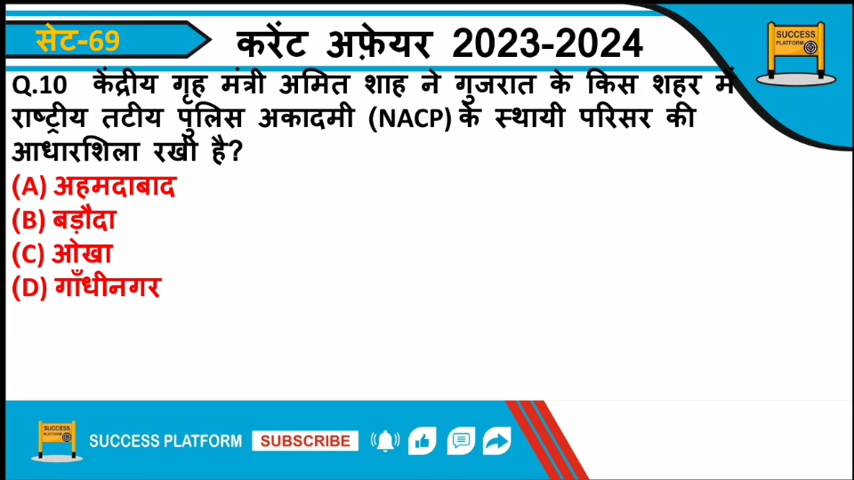 सेट-69
करेंट अफ़ेयर 2023-2024
SUCCESS
PLATFORM
Q.10 केंद्रीय गृह मंत्री अमित शाह ने गुजरात के किस शहर में
राष्ट्रीय तटीय पुलिस अकादमी (NACP) के स्थायी परिसर की
आधारशिला रखी है?
(A) अहमदाबाद
(B) बड़ौदा
(C) ओखा
(D) गाँधीनगर
SUCCESS
PLATFORM
SUCCESS PLATFORM
SUBSCRIBE